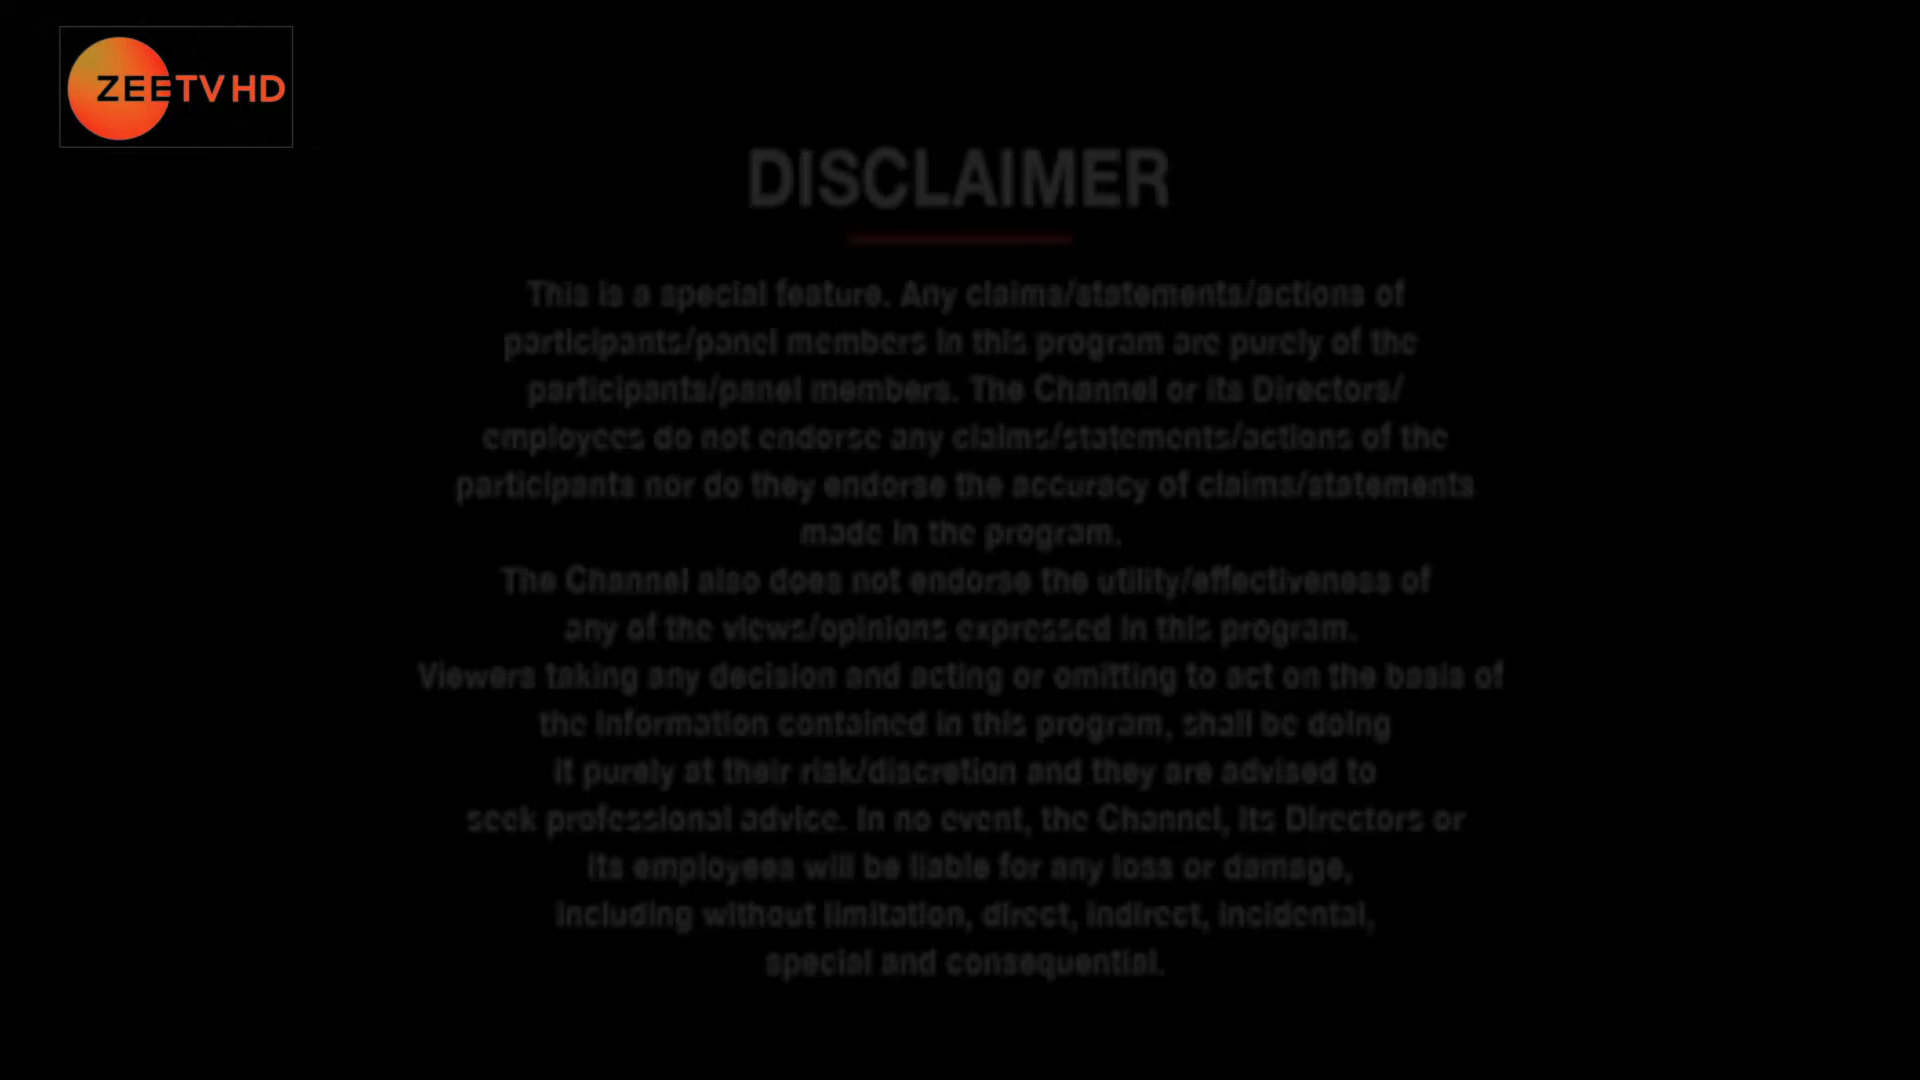 ZEETV HD
DISCLAIMER
This is a special feature. Any claims/statements/actions of
participants/panel members in this program are purely of the
participants/panel members. The Channel or its Directors/
employees do not endorse any claims/statements/actions of the
participants nor do they endorse the accuracy of claims/statements
made in the program.
The Channel also does not endorse the utility/effectiveness of
any of the views/opinions expressed in this program.
Viewers taking any decision and acting or omitting to act on the basis of
the information contained in this program, shall be doing
it purely at their risk/discretion and they are advised to
seek professional advice. In no event, the Channel, its Directors or
its employees will be liable for any loss or damage,
including without limitation, direct, indirect, incidental,
special and consequential.